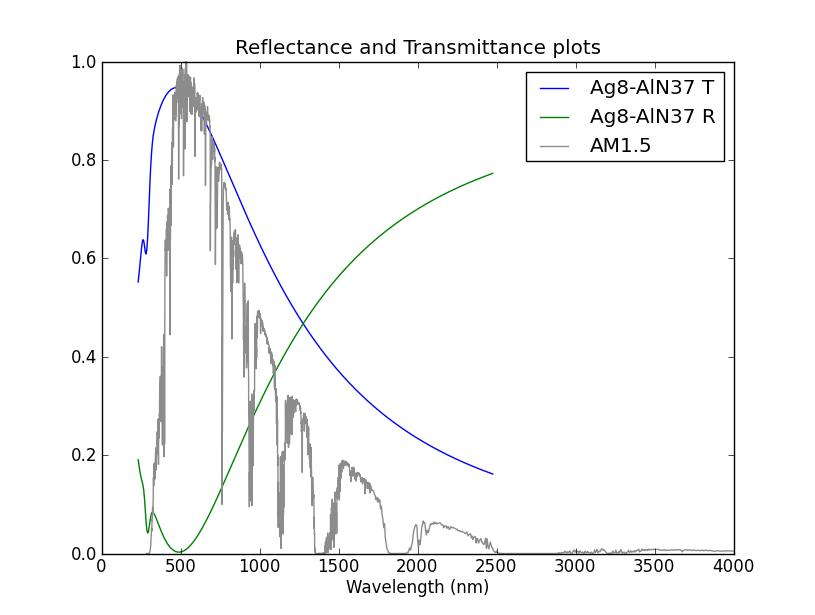 Reflectance and Transmittance plots
1.0
0.8
0.6
0.4
0.2
0.0
Ag8-AlN37 T
Ag8-AlN37 R
AM1.5
0 500 1000 1500 2000 2500 3000 3500 4000
Wavelength (nm)